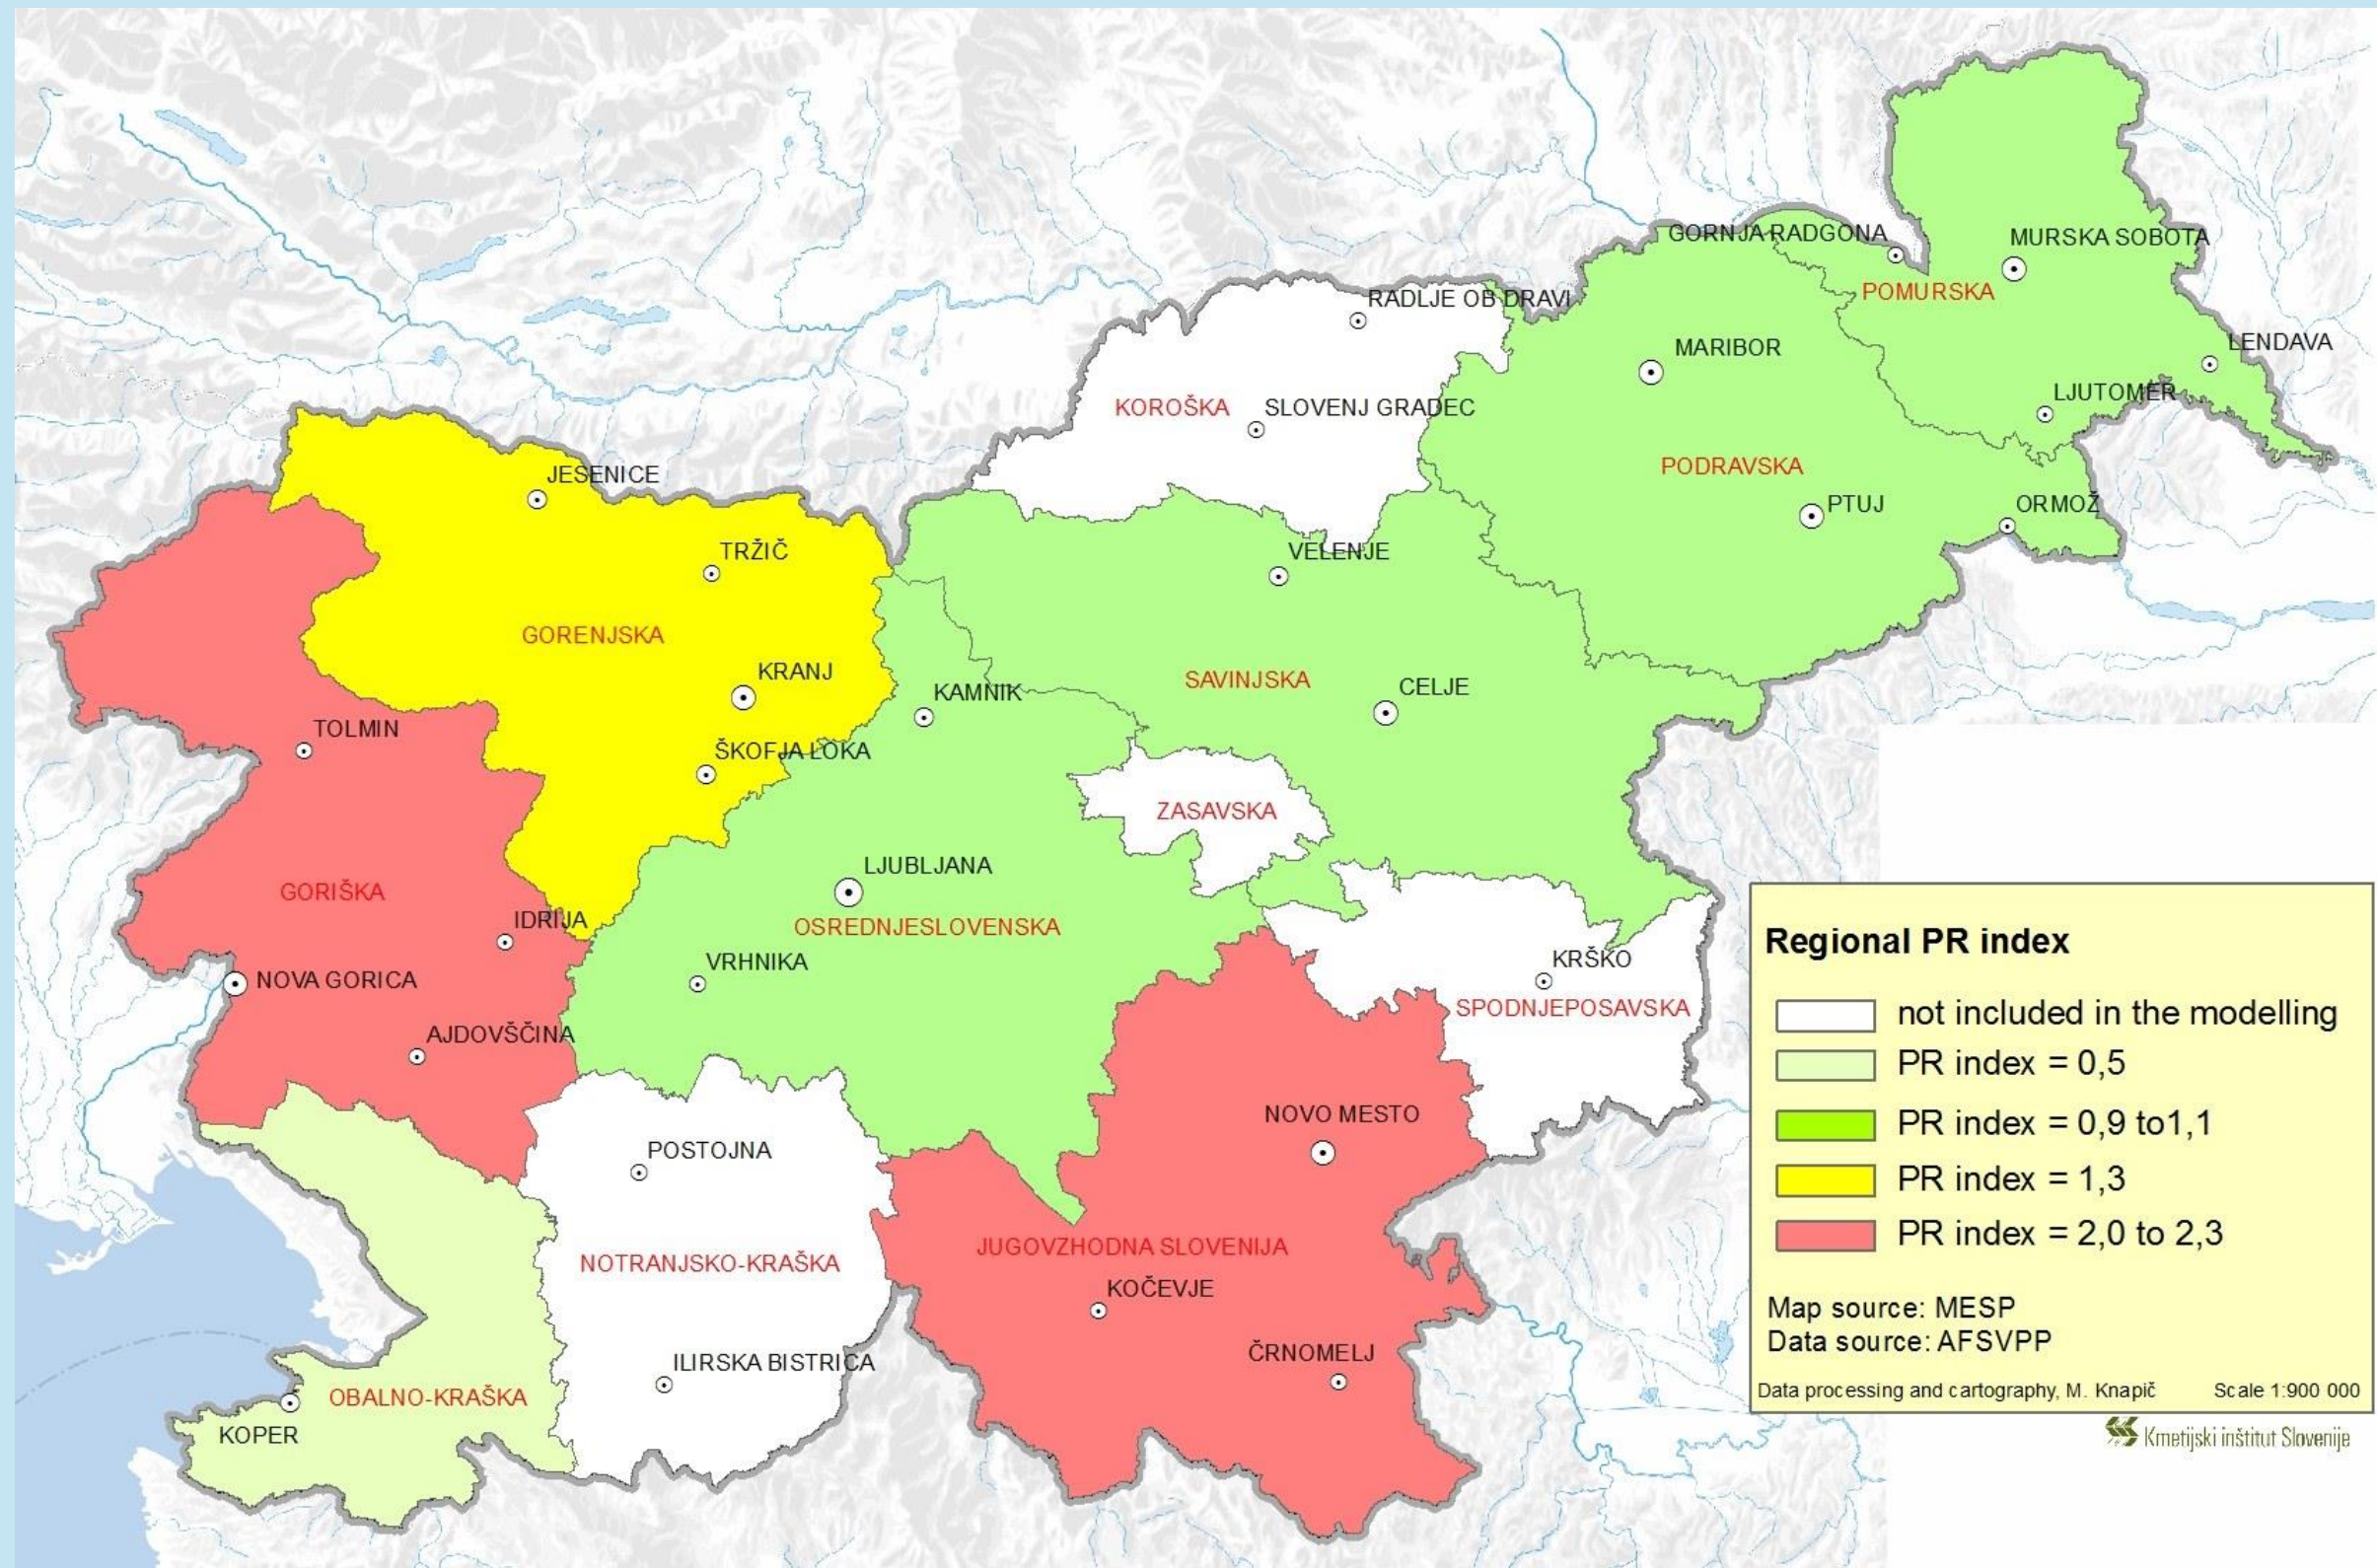 GORNJA RADGONA
MURSKA SOBOTA
POMURSKA
RADLJE OB DRAVI
LENDAVA
MARIBOR
LJUTOMER
KOROŠKA
SLOVENJ GRADEC
PODRAVSKA
JESENICE
PTUJ
ORMOŽ
TRŽIČ
VELENJE
GORENJSKA
KRANJ
KAMNIK
SAVINJSKA
CELJE
TOLMIN
ŠKOFJA LOKA
ZASAVSKA
LJUBLJANA
GORIŠKA
IDRIJA
OSREDNJESLOVENSKA
VRHNIKA
KRŠKO
NOVA GORICA
SPODNJEPOSAVSKA
AJDOVŠČINA
NOVO MESTO
POSTOJNA
NOTRANJSKO-KRAŠKA
JUGOVZHODNA SLOVENIJA
KOČEVJE
ILIRSKA BISTRICA
ČRNOMELJ
OBALNO-KRAŠKA
KOPER
Regional PR index
not included in the modelling
PR index = 0,5
PR index = 0,9 to1,1
PR index = 1,3
PR index = 2,0 to 2,3
Map source: MESP
Data source: AFSVPP
Data processing and cartography, M. Knapič Scale 1:900 000
Kmetijski inštitut Slovenije